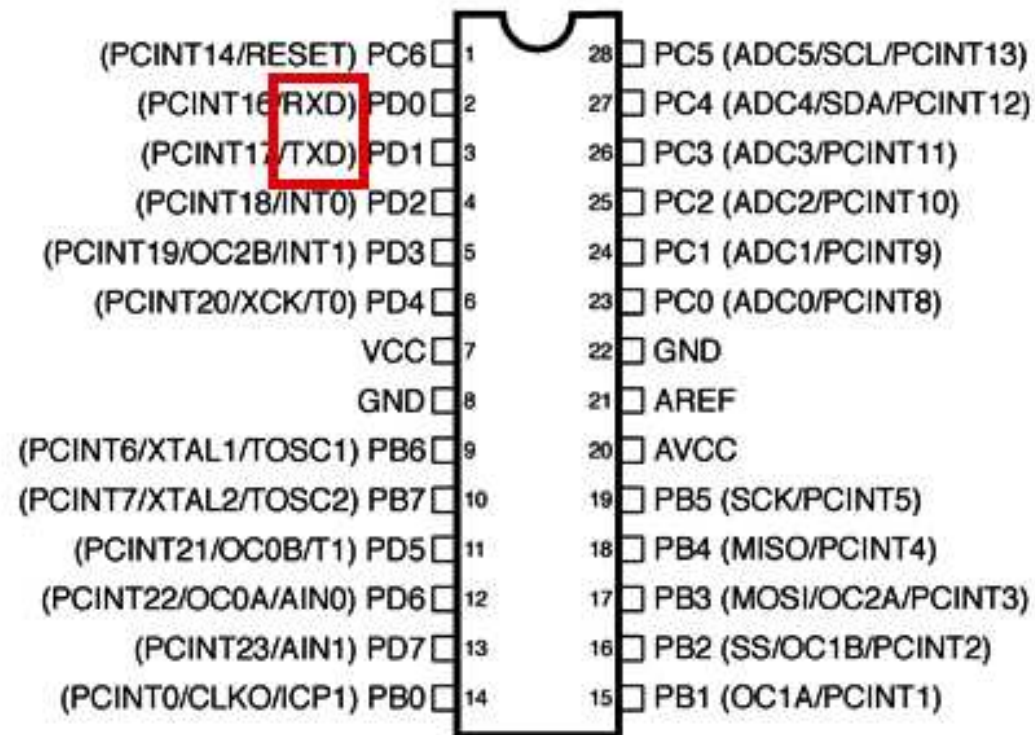 (PCINT14/RESET) PC6 1 28 PC5 (ADC5/SCL/PCINT13)
(PCINT16/RXD) PD0 2 27 PC4 (ADC4/SDA/PCINT12)
(PCINT17/TXD) PD1 3 26 PC3 (ADC3/PCINT11)
(PCINT18/INT0) PD2 4 25 PC2 (ADC2/PCINT10)
(PCINT19/OC2B/INT1) PD3 5 24 PC1 (ADC1/PCINT9)
(PCINT20/XCK/T0) PD4 6 23 PC0 (ADC0/PCINT8)
VCC 7 22 GND
GND 8 21 AREF
(PCINT6/XTAL1/TOSC1) PB6 9 20 AVCC
(PCINT7/XTAL2/TOSC2) PB7 10 19 PB5 (SCK/PCINT5)
(PCINT21/OC0B/T1) PD5 11 18 PB4 (MISO/PCINT4)
(PCINT22/OC0A/AIN0) PD6 12 17 PB3 (MOSI/OC2A/PCINT3)
(PCINT23/AIN1) PD7 13 16 PB2 (SS/OC1B/PCINT2)
(PCINT0/CLKO/ICP1) PB0 14 15 PB1 (OC1A/PCINT1)